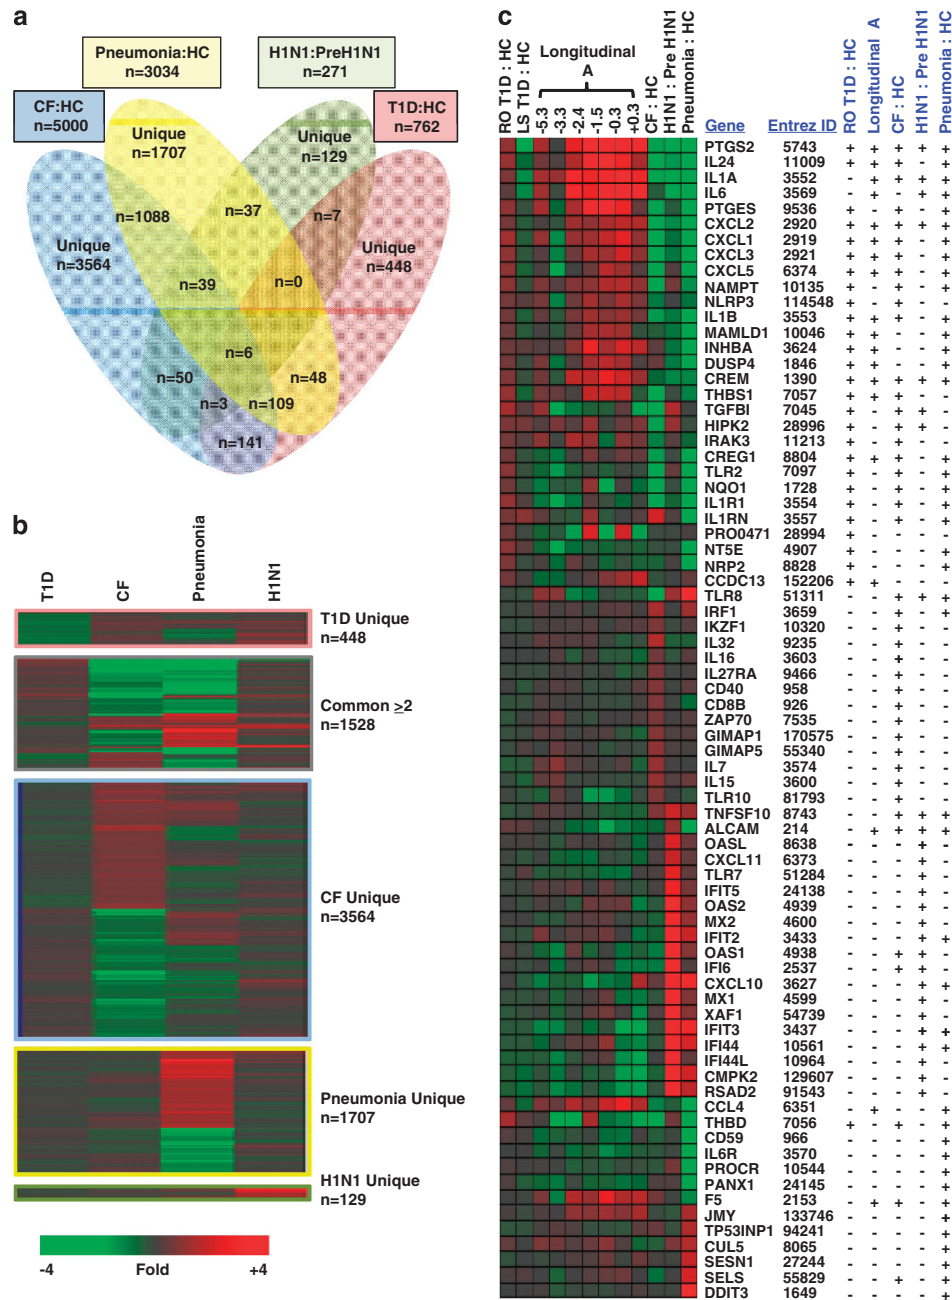 a
Pneumonia:HC
n=3034
H1N1:PreH1N1
n=271
CF:HC
n=5000
T1D:HC
n=762
Unique
n=1707
Unique
n=129
n=1088
n=37
n=7
Unique
n=3564
Unique
n=448
n=39
n=0
n=6
n=50
n=48
n=3
n=109
n=141
b
T1D
CF
Pneumonia
H1N1
T1D Unique
n=448
Common ≥2
n=1528
CF Unique
n=3564
Pneumonia Unique
n=1707
H1N1 Unique
n=129
-4
Fold
+4
c
RO T1D : HC
LS T1D : HC
Longitudinal
A
-5.3
-3.3
-2.4
-1.5
-0.3
+0.3
CF : HC
H1N1 : Pre H1N1
Pneumonia : HC
Gene Entrez ID
RO T1D : HC
Longitudinal A
CF : HC
H1N1 : Pre H1N1
Pneumonia : HC
PTGS2 5743 + + + + +
IL24 11009 + + + - +
IL1A 3552 - + + + +
IL6 3569
PTGES 9536 + - + - +
CXCL2 2920 + + + + +
CXCL1 2919 + + + - +
CXCL3 2921 + + + - +
CXCL5 6374 + + + - +
NAMPT 10135 + - + - +
NLRP3 114548 + - + - -
IL1B 3553 + + + - +
MAMLD1 10046 + + - - +
INHBA 3624 + + - - +
DUSP4 1846 + + - - +
CREM 1390 + + + + +
THBS1 7057 + + + - +
TGFBI 7045 + - + + -
HIPK2 28996 + - + + -
IRAK3 11213 + - + - -
CREG1 8804 + + + - +
TLR2 7097 + - + - +
NQO1 1728 + - + - +
IL1R1 3554 + - + - +
IL1RN 3557 + - + - +
PRO0471 28994 + - - - -
NT5E 4907 + - - - +
NRP2 8828 + - - - +
CCDC13 152206 + + - - -
TLR8 51311 - - + + +
IRF1 3659 - - + - +
IKZF1 10320 - - + - -
IL32 9235 - - + - -
IL16 3603 - - + - -
IL27RA 9466 - - + - -
CD40 958 - - + - -
CD8B 926 - - + - +
ZAP70 7535 - - + - -
GIMAP1 170575 - - + - -
GIMAP5 55340 - - + - -
IL7 3574 - - + - -
IL15 3600 - - + - -
TLR10 81793 - - + - -
TNFSF10 8743 - - + + +
ALCAM 214 - + + + +
OASL 8638 - - - + -
CXCL11 6373 - - - + -
TLR7 51284 - - - + -
IFIT5 24138 - - - + -
OAS2 4939 - - - + -
MX2 4600 - - - + -
IFIT2 3433 - - - + +
OAS1 4938 - - + + -
IFI6 2537 - - + + -
CXCL10 3627 - - - + +
MX1 4599 - - - + -
XAF1 54739 - - - + -
IFIT3 3437 - - - + +
IFI44 10561 - - - + +
IFI44L 10964 - - - + -
CMPK2 129607 - - - + -
RSAD2 91543 - - - + -
CCL4 6351 - + - - +
THBD 7056 + - + - +
CD59 966 - - - - +
IL6R 3570 - - - - +
PROCR 10544 - - - - +
PANX1 24145 - - - - +
F5 2153 - + + - +
JMY 133746 - - - - +
TP53INP1 94241 - - - - +
CUL5 8065 - - - - +
SESN1 27244 - - - - +
SELS 55829 - - + - +
DDIT3 1649 - - - - +